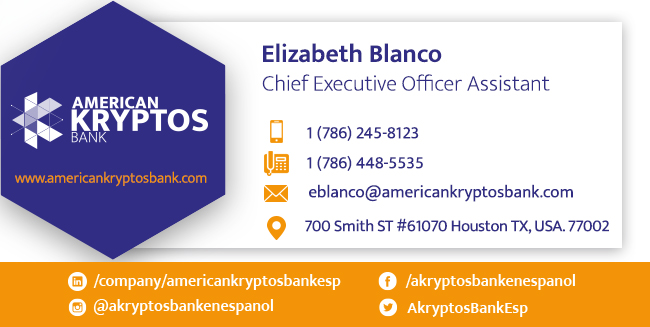 AMERICAN
KRYPTOS
BANK
www.americankryptosbank.com
Elizabeth Blanco
Chief Executive Officer Assistant
1 (786) 245-8123
1 (786) 448-5535
eblanco@americankryptosbank.com
700 Smith ST #61070 Houston TX, USA. 77002
/company/americankryptosbankesp
/akryptosbankenespanol
@akryptosbankenespanol
AkryptosBankEsp